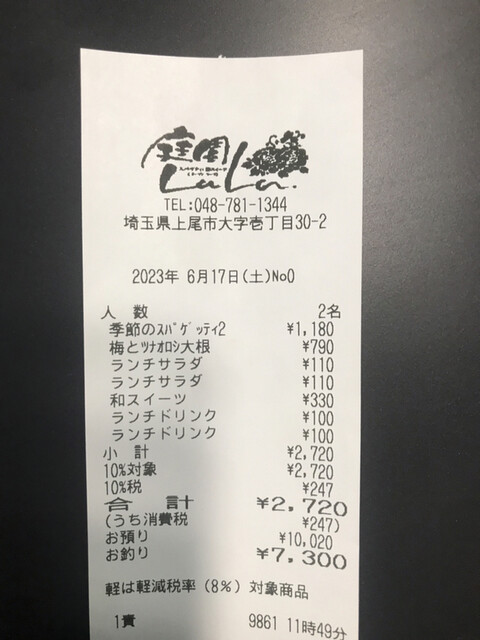 庭園
LaLa.
TEL:048-781-1344
埼玉県上尾市大字壱丁目30-2
2023年 6月17日(土)No0
人 数 2名
季節のｽﾊﾟｹﾞｯﾃｨ2 ¥1,180
梅とﾂﾅｵﾛｼ大根 ¥790
ランチサラダ ¥110
ランチサラダ ¥110
和スイーツ ¥330
ランチドリンク ¥100
ランチドリンク ¥100
小 計 ¥2,720
10%対象 ¥2,720
10%税 ¥247
合 計 ¥2,720
(うち消費税 ¥247)
お預り ¥10,020
お釣り ¥7,300
軽は軽減税率（8%）対象商品
1責 9861 11時49分